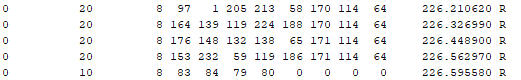 0 20 8 97 1 205 213 58 170 114 64 226.210620 R
0 20 8 164 139 119 224 188 170 114 64 226.326990 R
0 20 8 176 148 132 138 65 171 114 64 226.448900 R
0 20 8 153 232 59 119 186 171 114 64 226.562970 R
0 10 8 83 84 79 80 0 0 0 0 226.595580 R